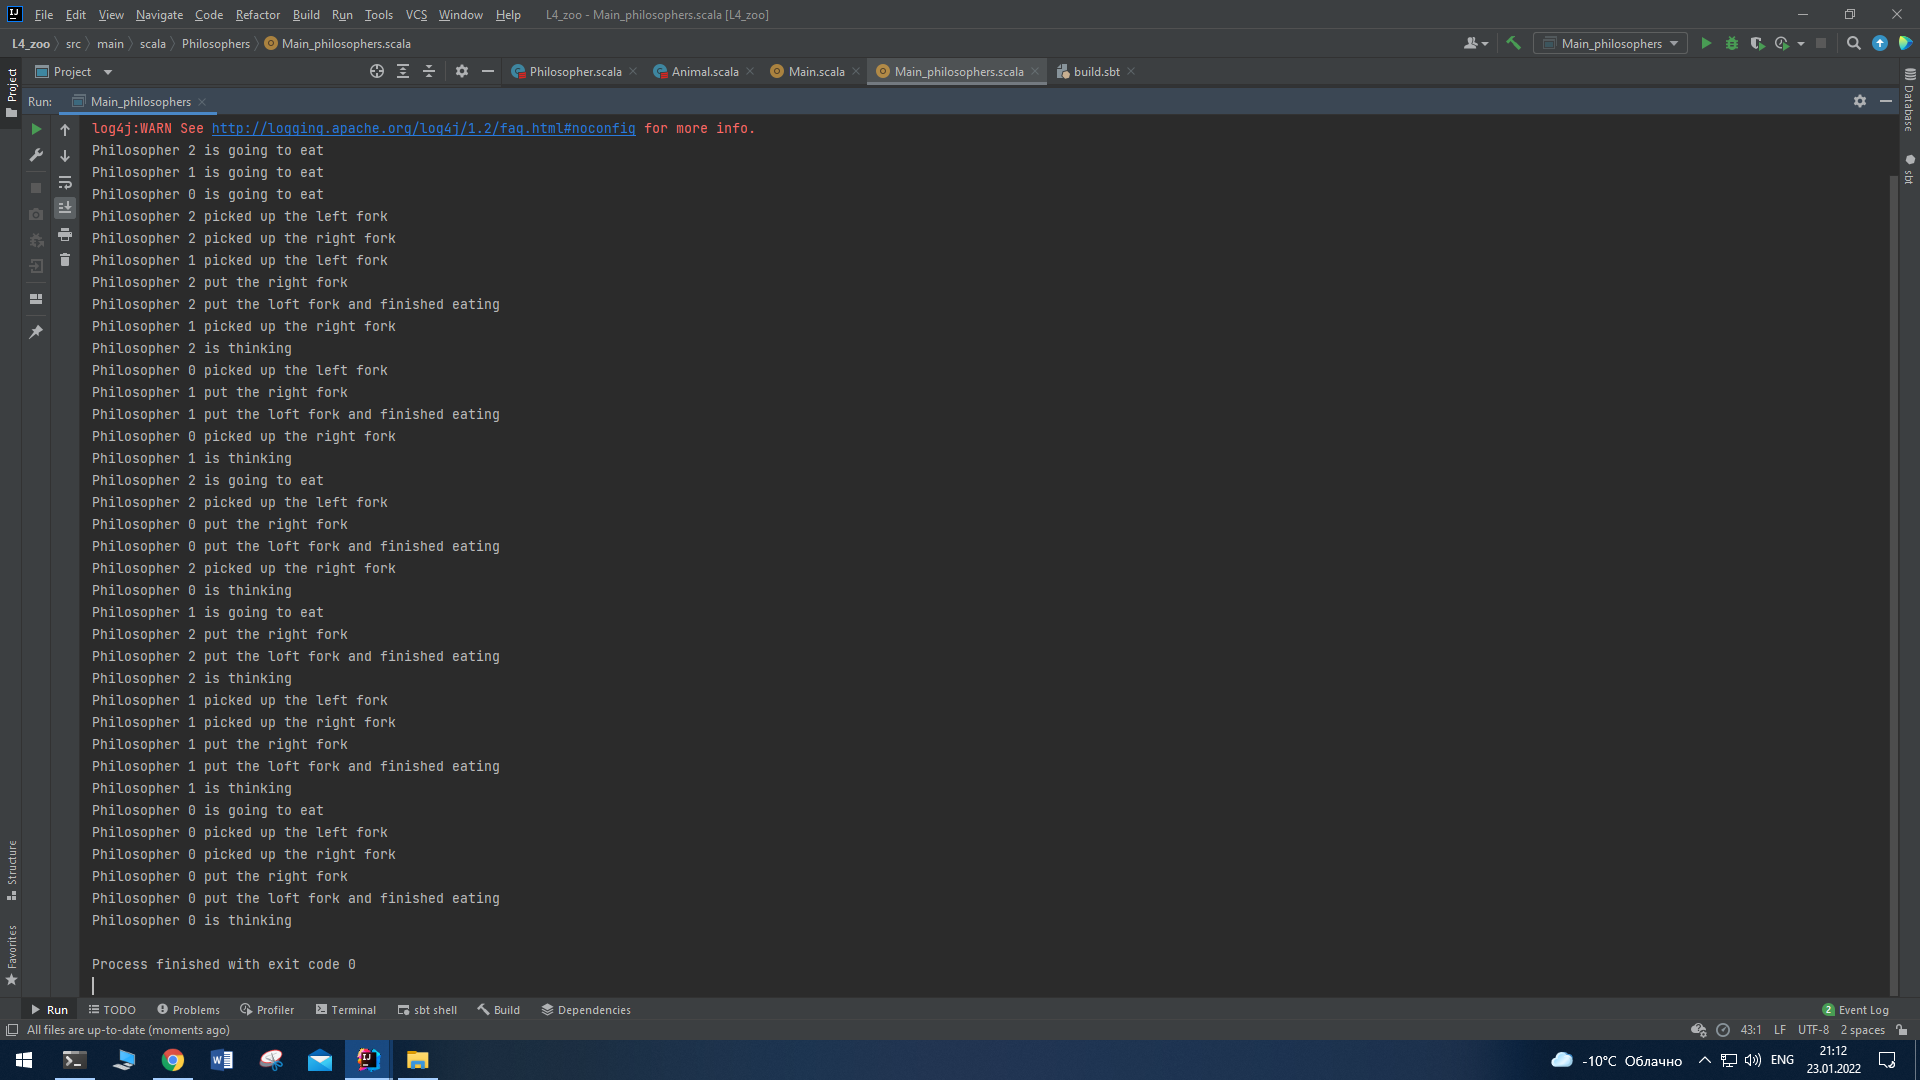 File Edit View Navigate Code Refactor Build Run Tools VCS Window Help L4_zoo - Main_philosophers.scala [L4_zoo]
L4_zoo src main scala Philosophers Main_philosophers.scala Main_philosophers
Project Project Philosopher.scala Animal.scala Main.scala Main_philosophers.scala build.sbt Database
Run: Main_philosophers
log4j:WARN See http://logging.apache.org/log4j/1.2/faq.html#noconfig for more info.
Philosopher 2 is going to eat
Philosopher 1 is going to eat
sbt
Philosopher 0 is going to eat
Philosopher 2 picked up the left fork
Philosopher 2 picked up the right fork
Philosopher 1 picked up the left fork
Philosopher 2 put the right fork
Philosopher 2 put the loft fork and finished eating
Philosopher 1 picked up the right fork
Philosopher 2 is thinking
Philosopher 0 picked up the left fork
Philosopher 1 put the right fork
Philosopher 1 put the loft fork and finished eating
Philosopher 0 picked up the right fork
Philosopher 1 is thinking
Philosopher 2 is going to eat
Philosopher 2 picked up the left fork
Philosopher 0 put the right fork
Philosopher 0 put the loft fork and finished eating
Philosopher 2 picked up the right fork
Philosopher 0 is thinking
Philosopher 1 is going to eat
Philosopher 2 put the right fork
Philosopher 2 put the loft fork and finished eating
Philosopher 2 is thinking
Philosopher 1 picked up the left fork
Philosopher 1 picked up the right fork
Philosopher 1 put the right fork
Philosopher 1 put the loft fork and finished eating
Philosopher 1 is thinking
Philosopher 0 is going to eat
Philosopher 0 picked up the left fork
Philosopher 0 picked up the right fork
Structure
Philosopher 0 put the right fork
Philosopher 0 put the loft fork and finished eating
Philosopher 0 is thinking
Favorites
Process finished with exit code 0
Run TODO Problems Profiler Terminal sbt shell Build Dependencies 2 Event Log
All files are up-to-date (moments ago) 43:1 LF UTF-8 2 spaces
-10°C Облачно ENG 21:12
23.01.2022